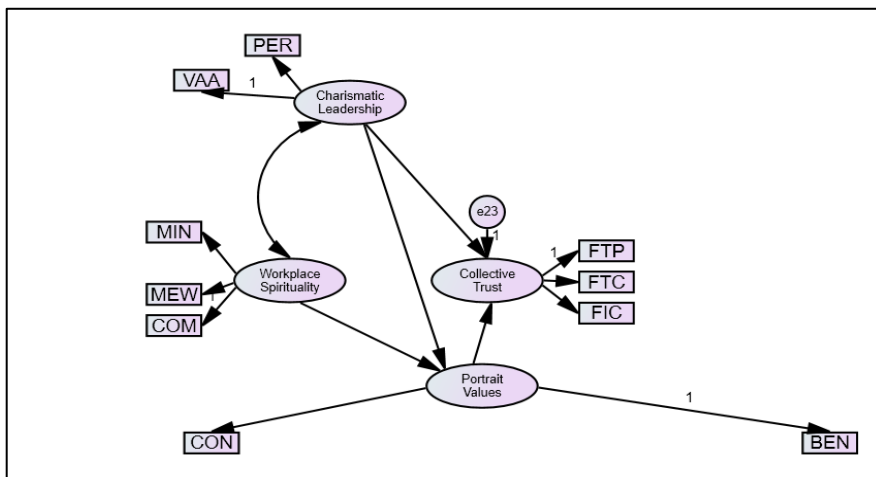 PER
VAA
1
Charismatic
Leadership
e23
1
MIN
1
FTP
Workplace
Spirituality
Collective
Trust
FTC
MEW
1
FIC
COM
Portrait
Values
1
CON
BEN